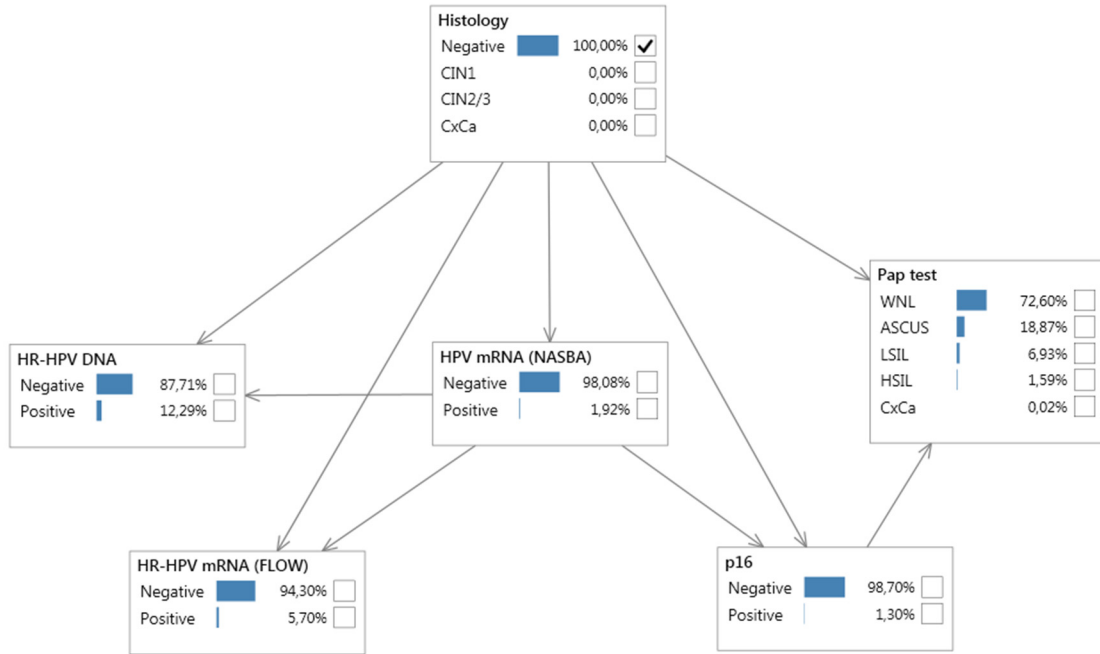 Histology
Negative 100,00%
CIN1 0,00%
CIN2/3 0,00%
CxCa 0,00%
Pap test
WNL 72,60%
ASCUS 18,87%
LSIL 6,93%
HSIL 1,59%
CxCa 0,02%
HR-HPV DNA
Negative 87,71%
Positive 12,29%
HPV mRNA (NASBA)
Negative 98,08%
Positive 1,92%
HR-HPV mRNA (FLOW)
Negative 94,30%
Positive 5,70%
p16
Negative 98,70%
Positive 1,30%